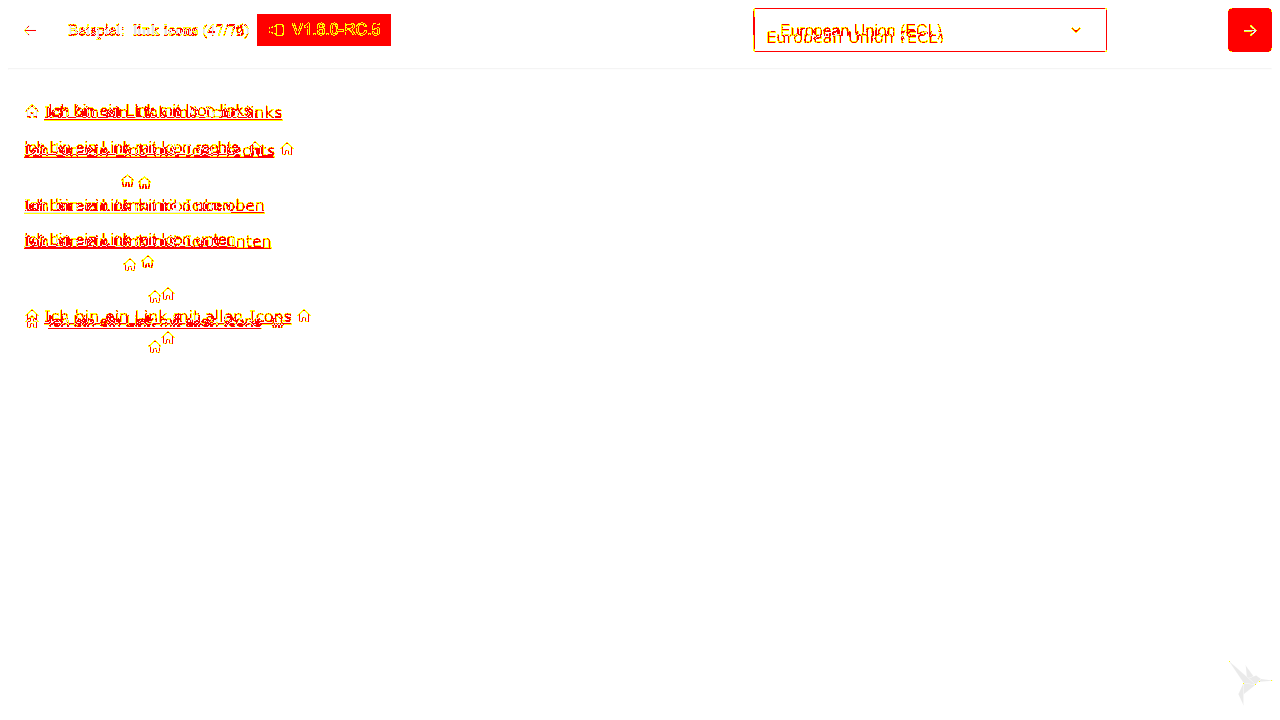 Beispiel: link-icons (47/76) V1.6.0-RC.5 European Union (ECL)
Ich bin ein Link mit Icon links
Ich bin ein Link mit Icon rechts
Ich bin ein Link mit Icon oben
Ich bin ein Link mit Icon unten
Ich bin ein Link mit allen Icons